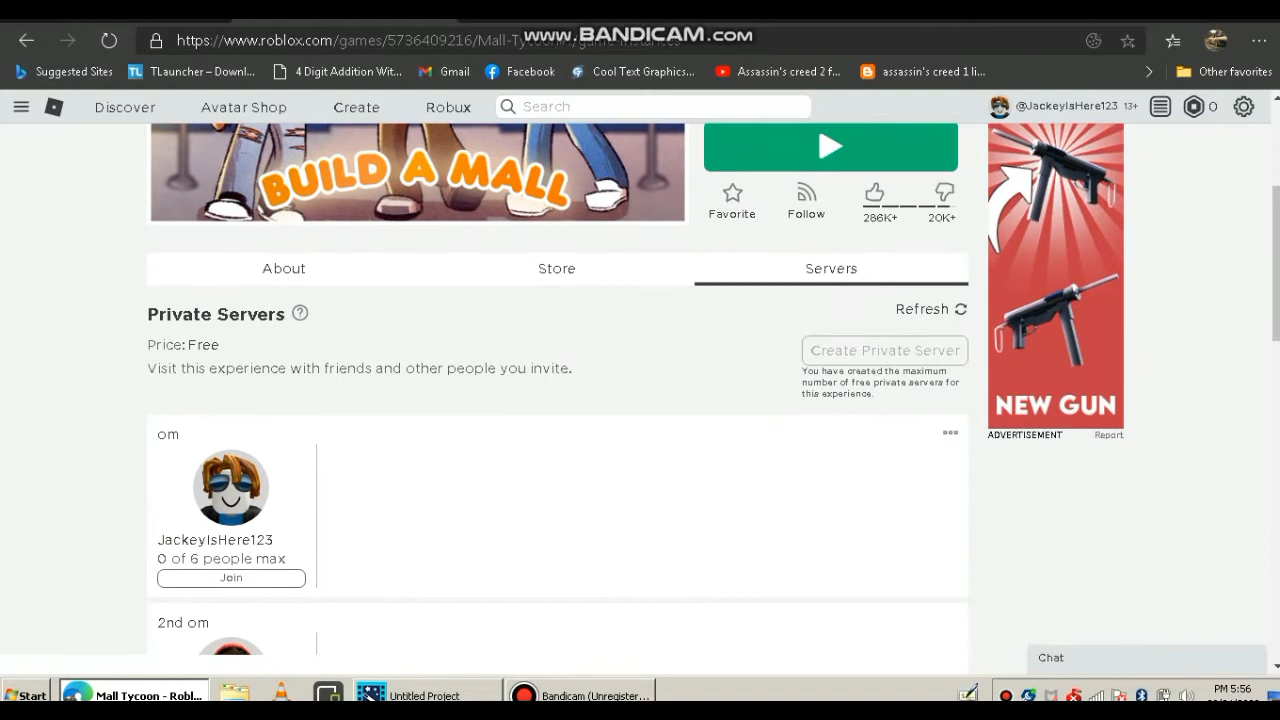 www.BANDICAM.com
https://www.roblox.com/games/5736409216/Mall-Tycoon#!/game-instances
Suggested Sites
TLauncher – Downl...
4 Digit Addition Wit...
Gmail
Facebook
Cool Text Graphics...
Assassin's creed 2 f...
assassin's creed 1 li...
Other favorites
Discover
Avatar Shop
Create
Robux
Search
@JackeyIsHere123 13+
0
BUILD A MALL
Favorite
Follow
286K+
20K+
About
Store
Servers
Private Servers
Refresh
Price: Free
Visit this experience with friends and other people you invite.
Create Private Server
You have created the maximum
number of free private servers for
this experience.
NEW GUN
ADVERTISEMENT
Report
om
JackeyIsHere123
0 of 6 people max
Join
2nd om
Chat
Start
Mall Tycoon - Robl...
Untitled Project
Bandicam (Unregister...
PM 5:56